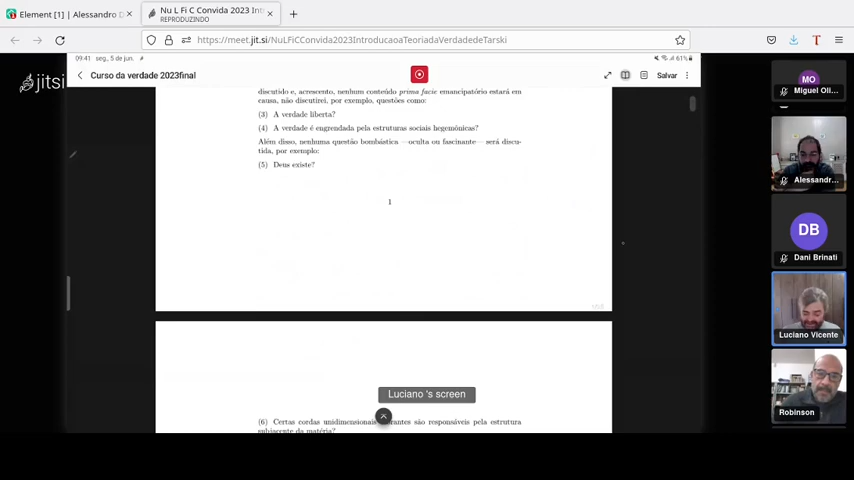 Element [1] | Alessandro D
Nu L Fi C Convida 2023 Intr
REPRODUZINDO
https://meet.jit.si/NuLFiCConvida2023IntroducaoaTeoriadaVerdadedeTarski
jitsi
09:41 seg., 5 de jun.
61%
Curso da verdade 2023final
Salvar
discutido e, acrescento, nenhum conteúdo prima facie emancipatório estará em
causa, não discutirei, por exemplo, questões como:
(3) A verdade liberta?
(4) A verdade é engendrada pela estruturas sociais hegemônicas?
Além disso, nenhuma questão bombástica —oculta ou fascinante— será discu-
tida, por exemplo:
(5) Deus existe?
1
Luciano 's screen
(6) Certas cordas unidimensionais vibrantes são responsáveis pela estrutura
subjacente da matéria?
MO
Miguel Oli...
Alessandr...
DB
Dani Brinati
Luciano Vicente
Robinson